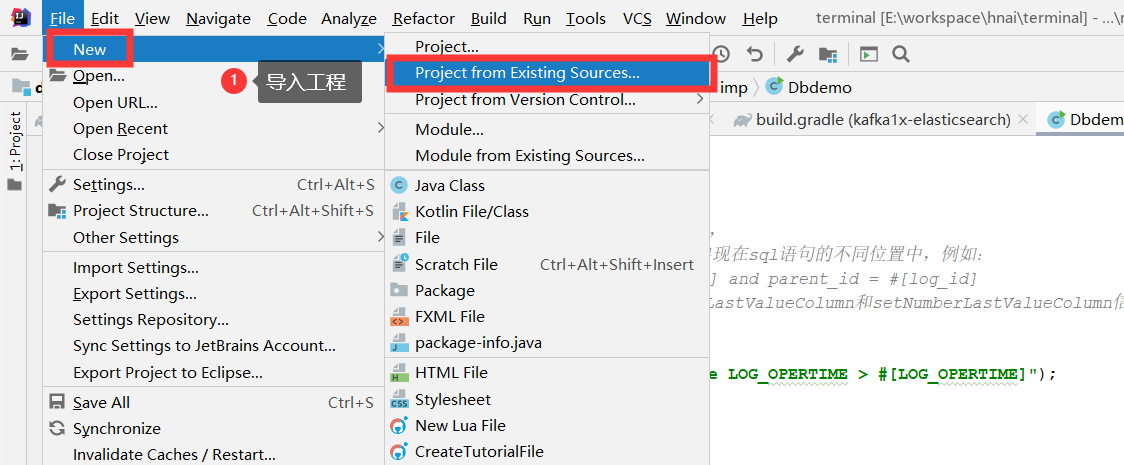 File Edit View Navigate Code Analyze Refactor Build Run Tools VCS Window Help terminal [E:\workspace\hnai\terminal] - ...\
New
Project...
Open...
1 导入工程
Project from Existing Sources...
imp Dbdemo
Open URL...
Project from Version Control...
build.gradle (kafka1x-elasticsearch) Dbdemo
1: Project
Open Recent
Module...
Close Project
Module from Existing Sources...
Settings... Ctrl+Alt+S
Java Class
Project Structure... Ctrl+Alt+Shift+S
Kotlin File/Class
Other Settings
File
现在sql语句的不同位置中，例如：
Import Settings...
Scratch File Ctrl+Alt+Shift+Insert
] and parent_id = #[log_id]
Export Settings...
Package
LastValueColumn和setNumberLastValueColumn信
Settings Repository...
FXML File
Sync Settings to JetBrains Account...
package-info.java
Export Project to Eclipse...
HTML File
e LOG_OPERTIME > #[LOG_OPERTIME]");
Save All Ctrl+S
Stylesheet
Synchronize
New Lua File
Invalidate Caches / Restart...
CreateTutorialFile